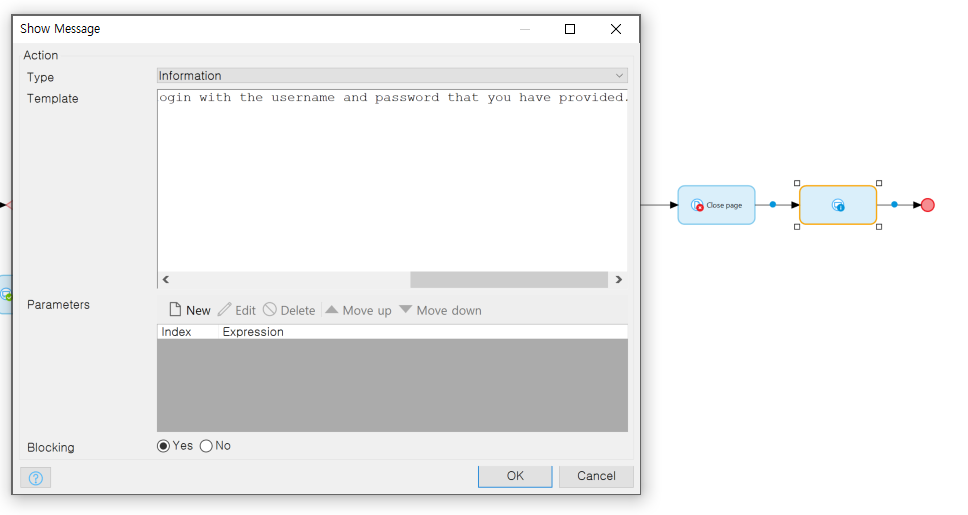 Show Message
Action
Type
Information
Template
ogin with the username and password that you have provided.
Close page
Parameters
New Edit Delete Move up Move down
Index Expression
Blocking
Yes No
OK Cancel